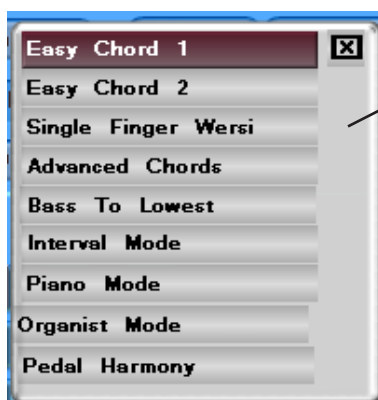 Easy Chord 1
Easy Chord 2
Single Finger Wersi
Advanced Chords
Bass To Lowest
Interval Mode
Piano Mode
Organist Mode
Pedal Harmony